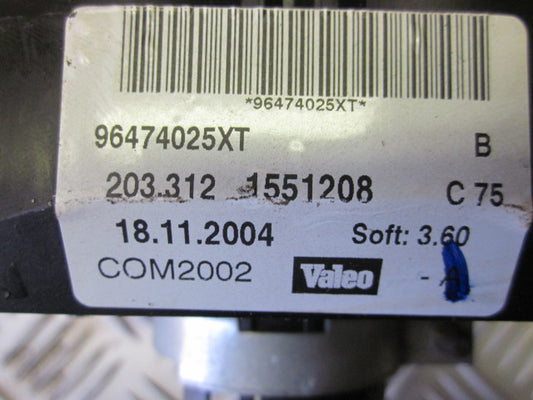 *96474025XT*
96474025XT B
203.312 1551208 C 75
18.11.2004 Soft: 3.60
COM2002 Valeo -A